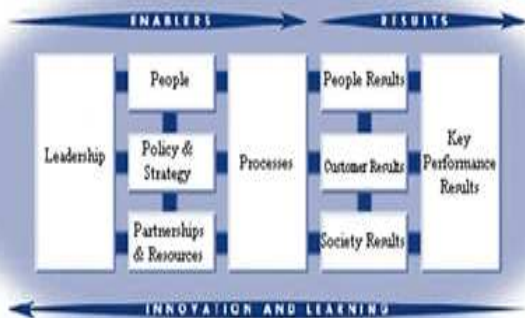 ENABLERS
RESULTS
People
People Results
Leadership
Policy &
Strategy
Processes
Customer Results
Key
Performance
Results
Partnerships
& Resources
Society Results
INNOVATION AND LEARNING